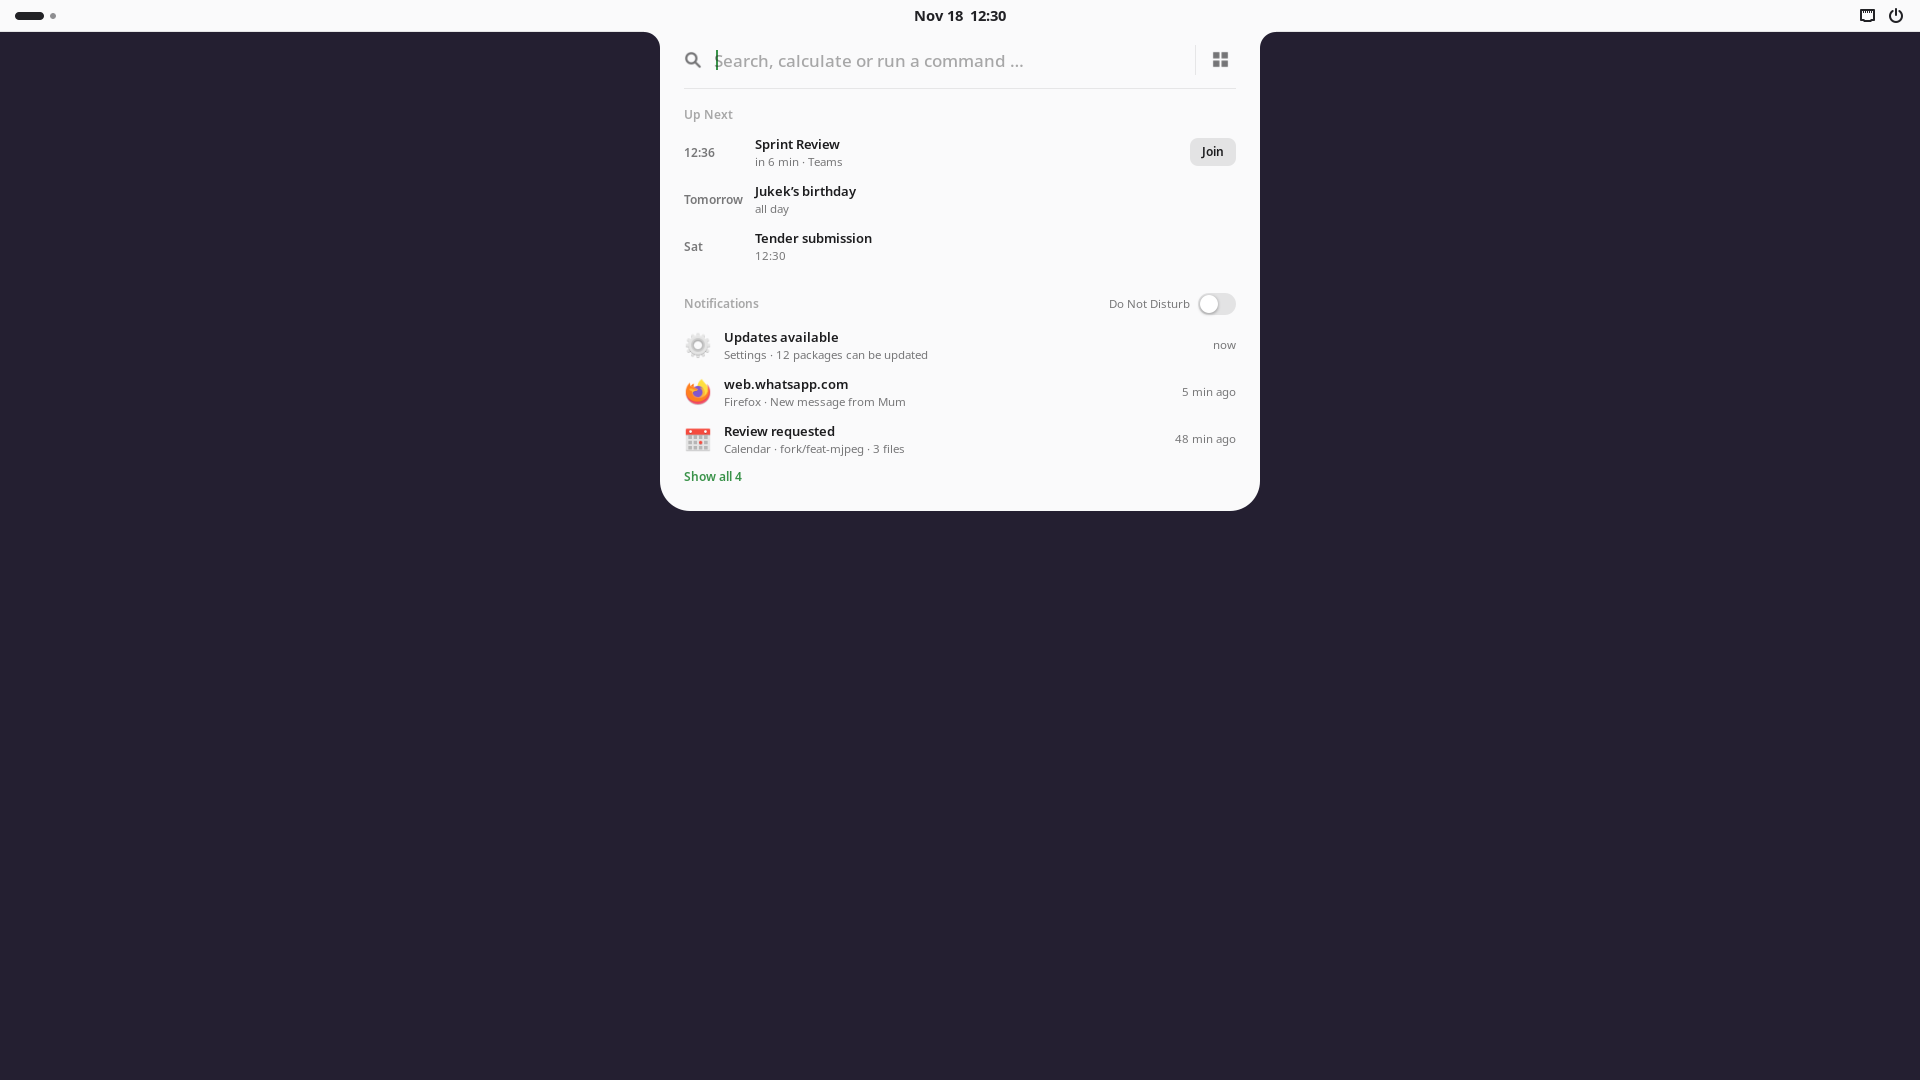 Nov 18 12:30
Search, calculate or run a command ...
Up Next
12:36
Sprint Review
in 6 min · Teams
Join
Tomorrow
Jukek’s birthday
all day
Sat
Tender submission
12:30
Notifications
Do Not Disturb
Updates available
Settings · 12 packages can be updated
now
web.whatsapp.com
Firefox · New message from Mum
5 min ago
Review requested
Calendar · fork/feat-mjpeg · 3 files
48 min ago
Show all 4